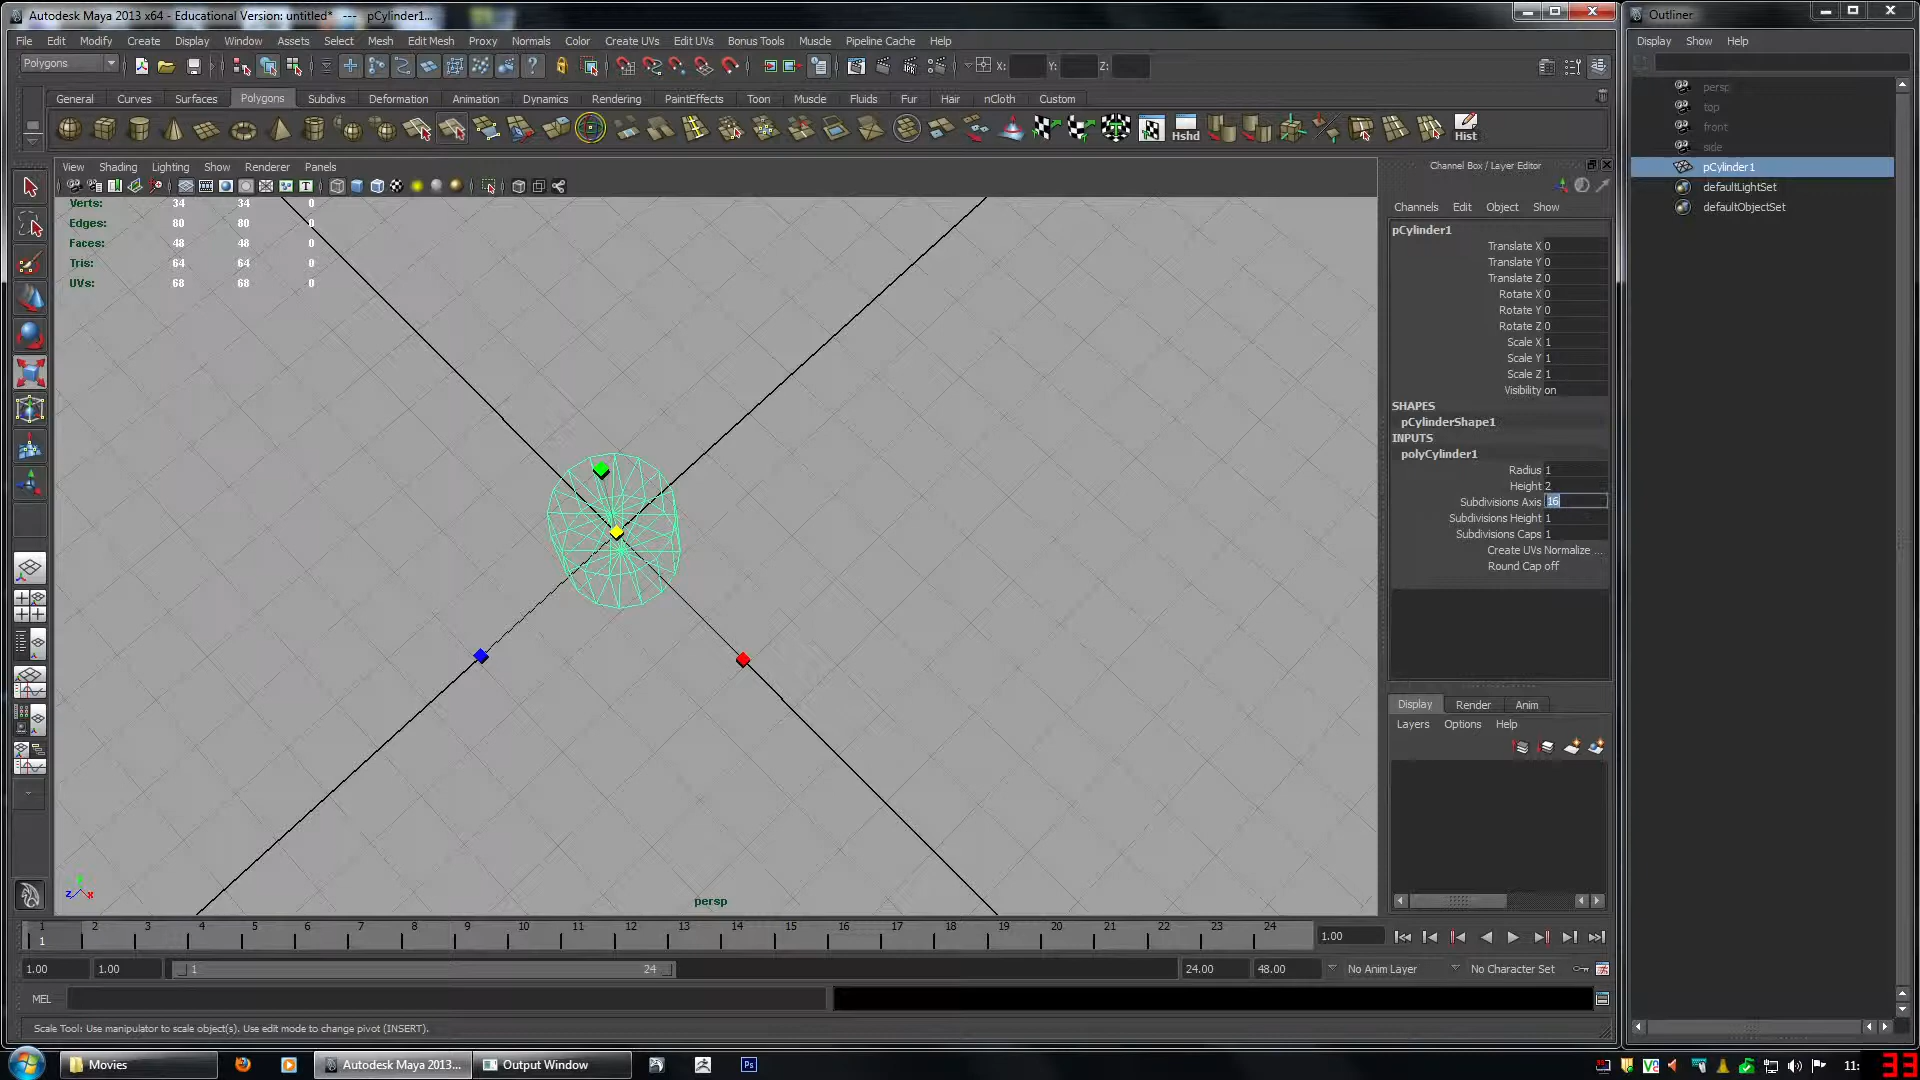 Autodesk Maya 2013 x64 - Educational Version: untitled* --- pCylinder1...
File Edit Modify Create Display Window Assets Select Mesh Edit Mesh Proxy Normals Color Create UVs Edit UVs Bonus Tools Muscle Pipeline Cache Help
Polygons X: Y: Z:
General Curves Surfaces Polygons Subdivs Deformation Animation Dynamics Rendering PaintEffects Toon Muscle Fluids Fur Hair nCloth Custom
Hshd Hist
View Shading Lighting Show Renderer Panels
Verts: 34 34 0
Edges: 80 80 0
Faces: 48 48 0
Tris: 64 64 0
UVs: 68 68 0
persp
z x
Channel Box / Layer Editor
Channels Edit Object Show
pCylinder1
Translate X 0
Translate Y 0
Translate Z 0
Rotate X 0
Rotate Y 0
Rotate Z 0
Scale X 1
Scale Y 1
Scale Z 1
Visibility on
SHAPES
pCylinderShape1
INPUTS
polyCylinder1
Radius 1
Height 2
Subdivisions Axis 16
Subdivisions Height 1
Subdivisions Caps 1
Create UVs Normalize ...
Round Cap off
Display Render Anim
Layers Options Help
Outliner
Display Show Help
persp
top
front
side
pCylinder1
defaultLightSet
defaultObjectSet
1 2 3 4 5 6 7 8 9 10 11 12 13 14 15 16 17 18 19 20 21 22 23 24
1 1.00
1.00 1.00 1 24 24.00 48.00 No Anim Layer No Character Set
MEL
Scale Tool: Use manipulator to scale object(s). Use edit mode to change pivot (INSERT).
Movies Autodesk Maya 2013... Output Window Ps 11: 33